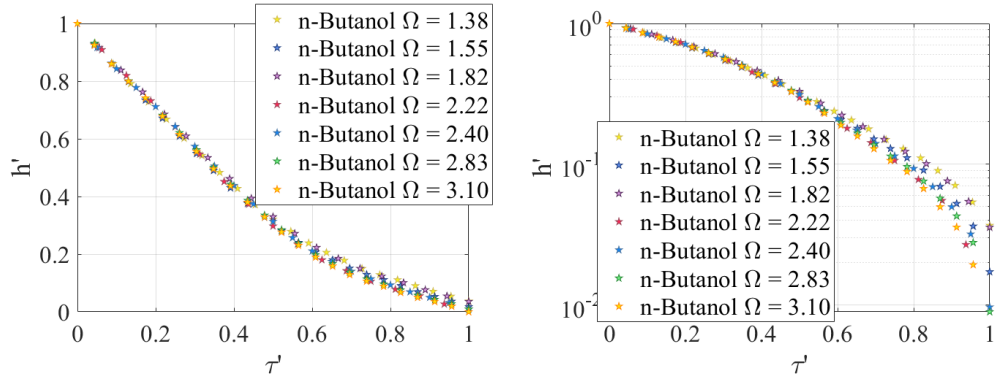 1
0.8
0.6
0.4
0.2
0
h'
0 0.2 0.4 0.6 0.8 1
τ'
n-Butanol Ω = 1.38
n-Butanol Ω = 1.55
n-Butanol Ω = 1.82
n-Butanol Ω = 2.22
n-Butanol Ω = 2.40
n-Butanol Ω = 2.83
n-Butanol Ω = 3.10
10⁰
10⁻¹
10⁻²
h'
0 0.2 0.4 0.6 0.8 1
τ'
n-Butanol Ω = 1.38
n-Butanol Ω = 1.55
n-Butanol Ω = 1.82
n-Butanol Ω = 2.22
n-Butanol Ω = 2.40
n-Butanol Ω = 2.83
n-Butanol Ω = 3.10